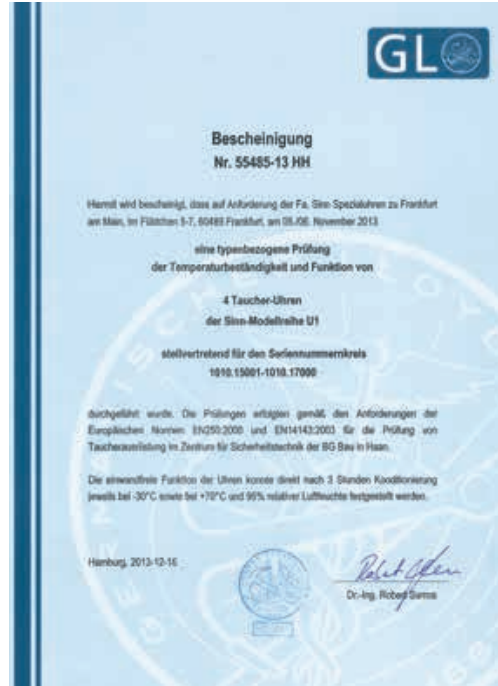 GL
Bescheinigung
Nr. 55485-13 HH
Hiermit wird bescheinigt, dass auf Anforderung der Fa. Sinn Spezialuhren zu Frankfurt
am Main, Im Füldchen 5-7, 60489 Frankfurt, am 05./06. November 2013
eine typenbezogene Prüfung
der Temperaturbeständigkeit und Funktion von
4 Taucher-Uhren
der Sinn-Modellreihe U1
stellvertretend für den Seriennummernkreis
1010.15001-1010.17000
durchgeführt wurde. Die Prüfungen erfolgten gemäß den Anforderungen der
Europäischen Normen EN250:2000 und EN14143:2003 für die Prüfung von
Taucherausrüstung im Zentrum für Sicherheitstechnik der BG Bau in Haan.
Die einwandfreie Funktion der Uhren konnte direkt nach 3 Stunden Konditionierung
jeweils bei -30°C sowie bei +70°C und 95% relativer Luftfeuchte festgestellt werden.
Hamburg, 2013-12-16
Dr.-Ing. Robert